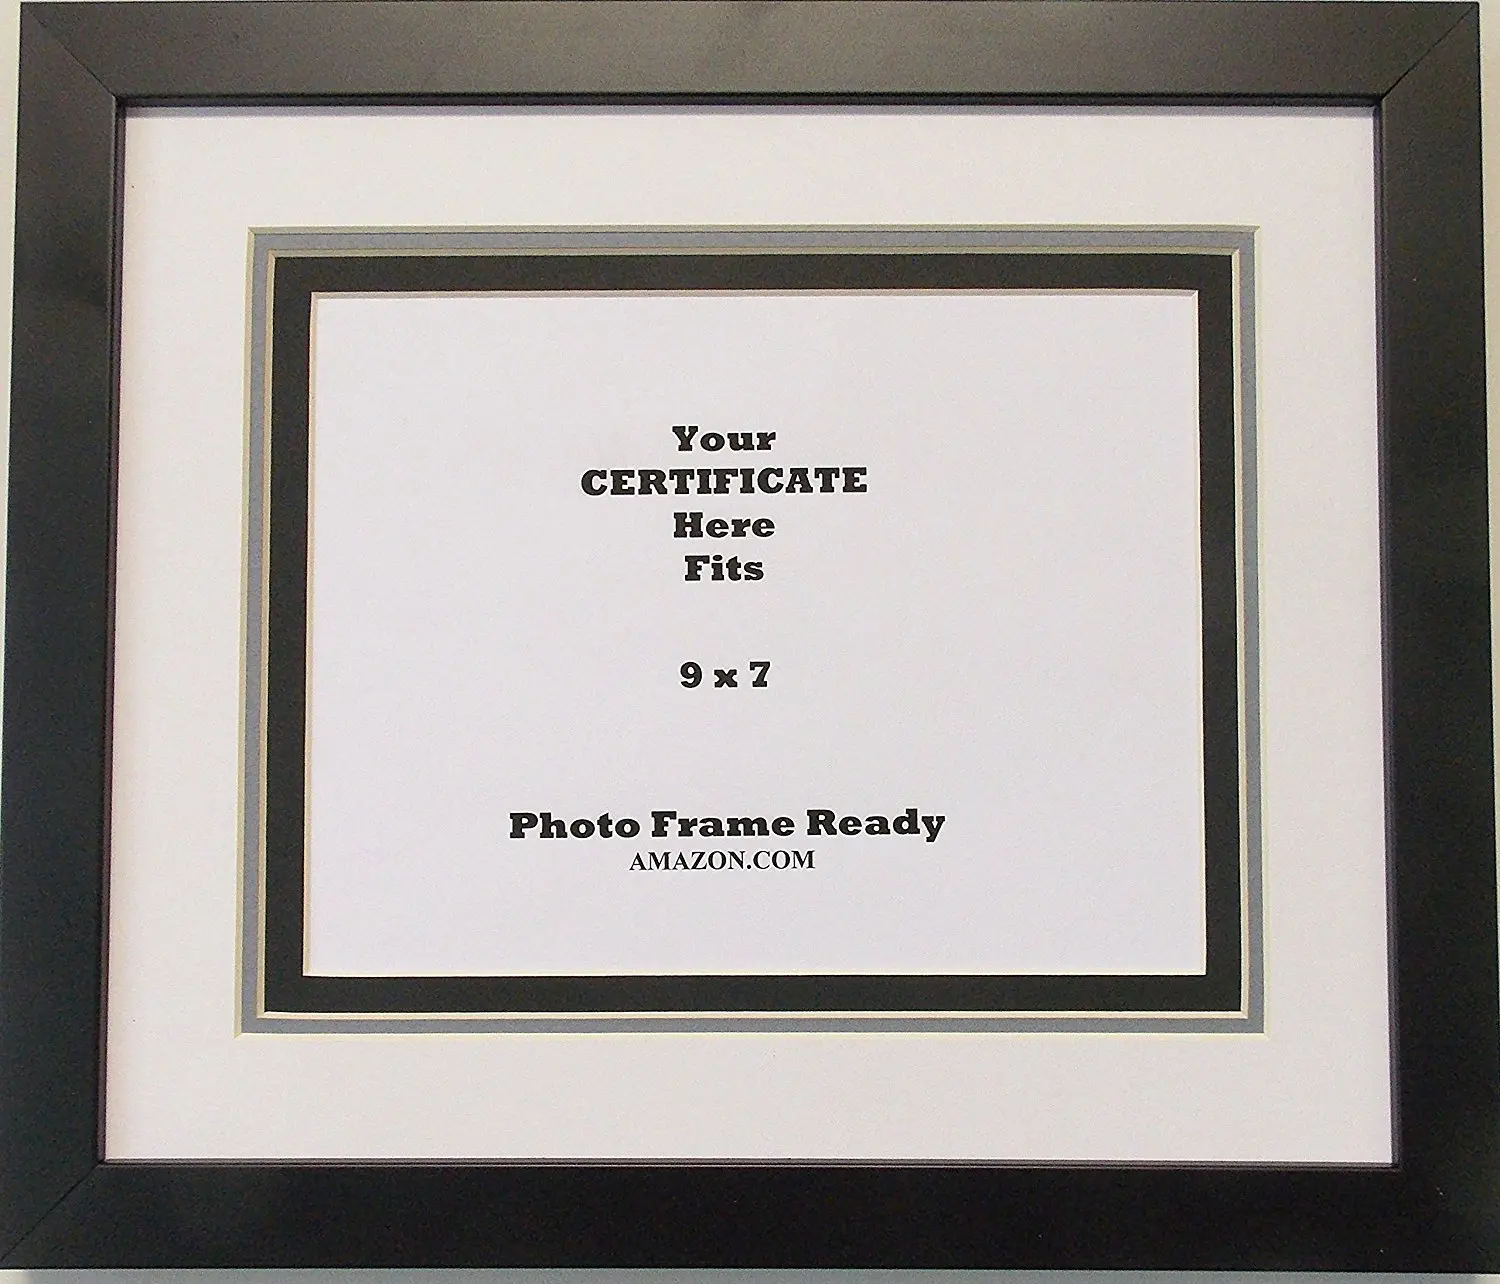 Your
CERTIFICATE
Here
Fits
9 x 7
Photo Frame Ready
AMAZON.COM